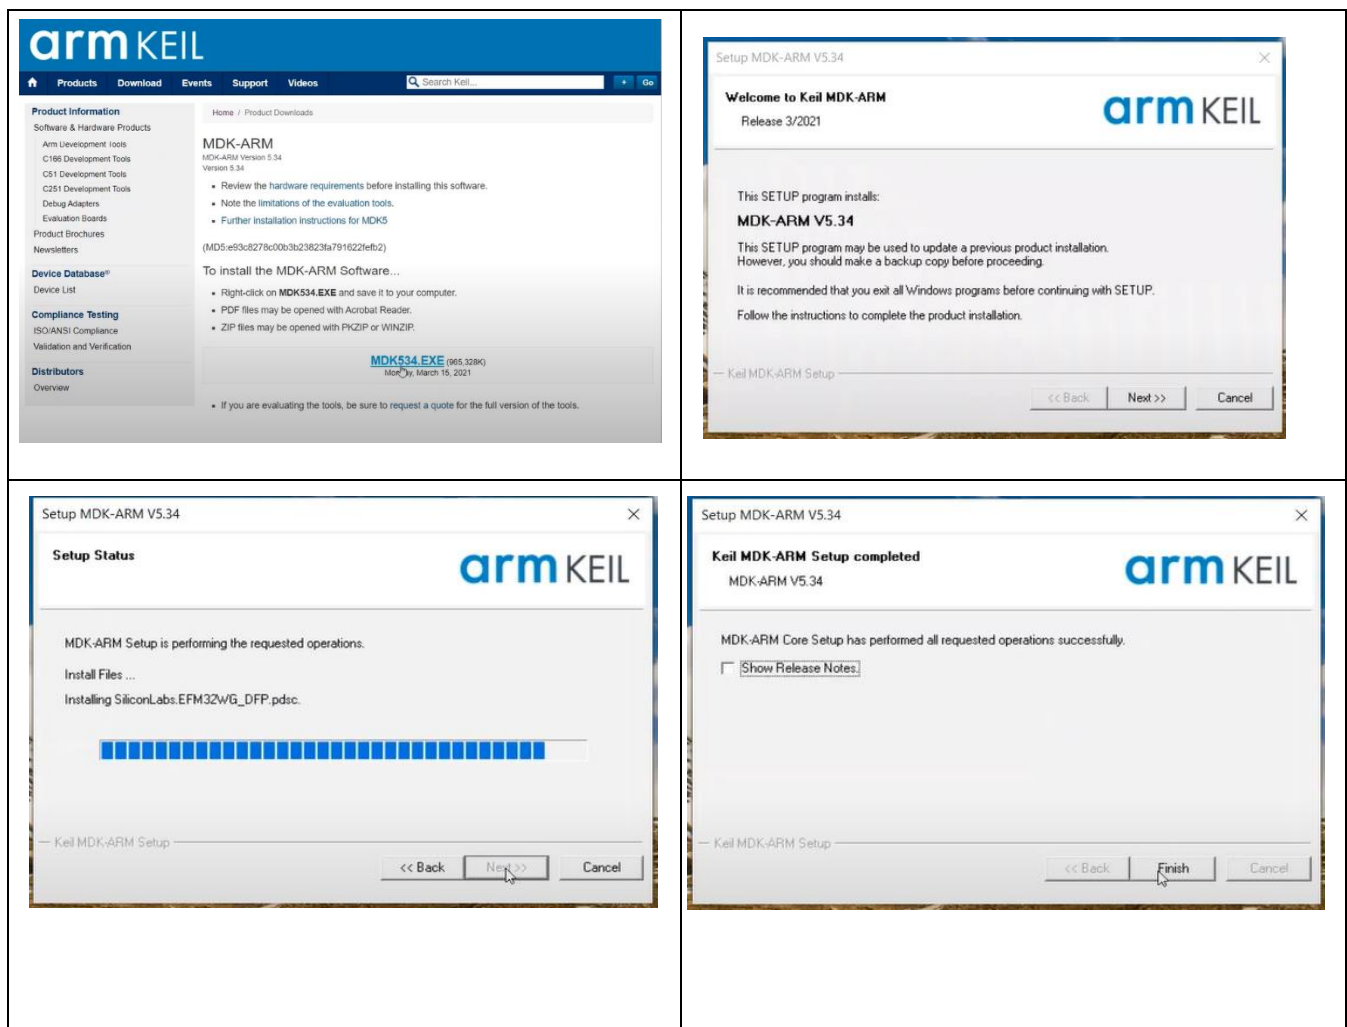 arm KEIL
Products Download Events Support Videos Search Keil... + Go
Product Information
Software & Hardware Products
Arm Development Tools
C166 Development Tools
C51 Development Tools
C251 Development Tools
Debug Adapters
Evaluation Boards
Product Brochures
Newsletters
Device Database®
Device List
Compliance Testing
ISO/ANSI Compliance
Validation and Verification
Distributors
Overview
Home / Product Downloads
MDK-ARM
MDK-ARM Version 5.34
Version 5.34
• Review the hardware requirements before installing this software.
• Note the limitations of the evaluation tools.
• Further installation instructions for MDK5
(MD5:e93c8278c00b3b23823fa791622fefb2)
To install the MDK-ARM Software...
• Right-click on MDK534.EXE and save it to your computer.
• PDF files may be opened with Acrobat Reader.
• ZIP files may be opened with PKZIP or WINZIP.
MDK534.EXE (965,328K)
Monday, March 15, 2021
• If you are evaluating the tools, be sure to request a quote for the full version of the tools.
Setup MDK-ARM V5.34
Welcome to Keil MDK-ARM
Release 3/2021
arm KEIL
This SETUP program installs:
MDK-ARM V5.34
This SETUP program may be used to update a previous product installation.
However, you should make a backup copy before proceeding.
It is recommended that you exit all Windows programs before continuing with SETUP.
Follow the instructions to complete the product installation.
Keil MDK-ARM Setup
<< Back Next >> Cancel
Setup MDK-ARM V5.34
Setup Status
arm KEIL
MDK-ARM Setup is performing the requested operations.
Install Files ...
Installing SiliconLabs.EFM32WG_DFP.pdsc.
Keil MDK-ARM Setup
<< Back Next >> Cancel
Setup MDK-ARM V5.34
Keil MDK-ARM Setup completed
MDK-ARM V5.34
arm KEIL
MDK-ARM Core Setup has performed all requested operations successfully.
Show Release Notes.
Keil MDK-ARM Setup
<< Back Finish Cancel